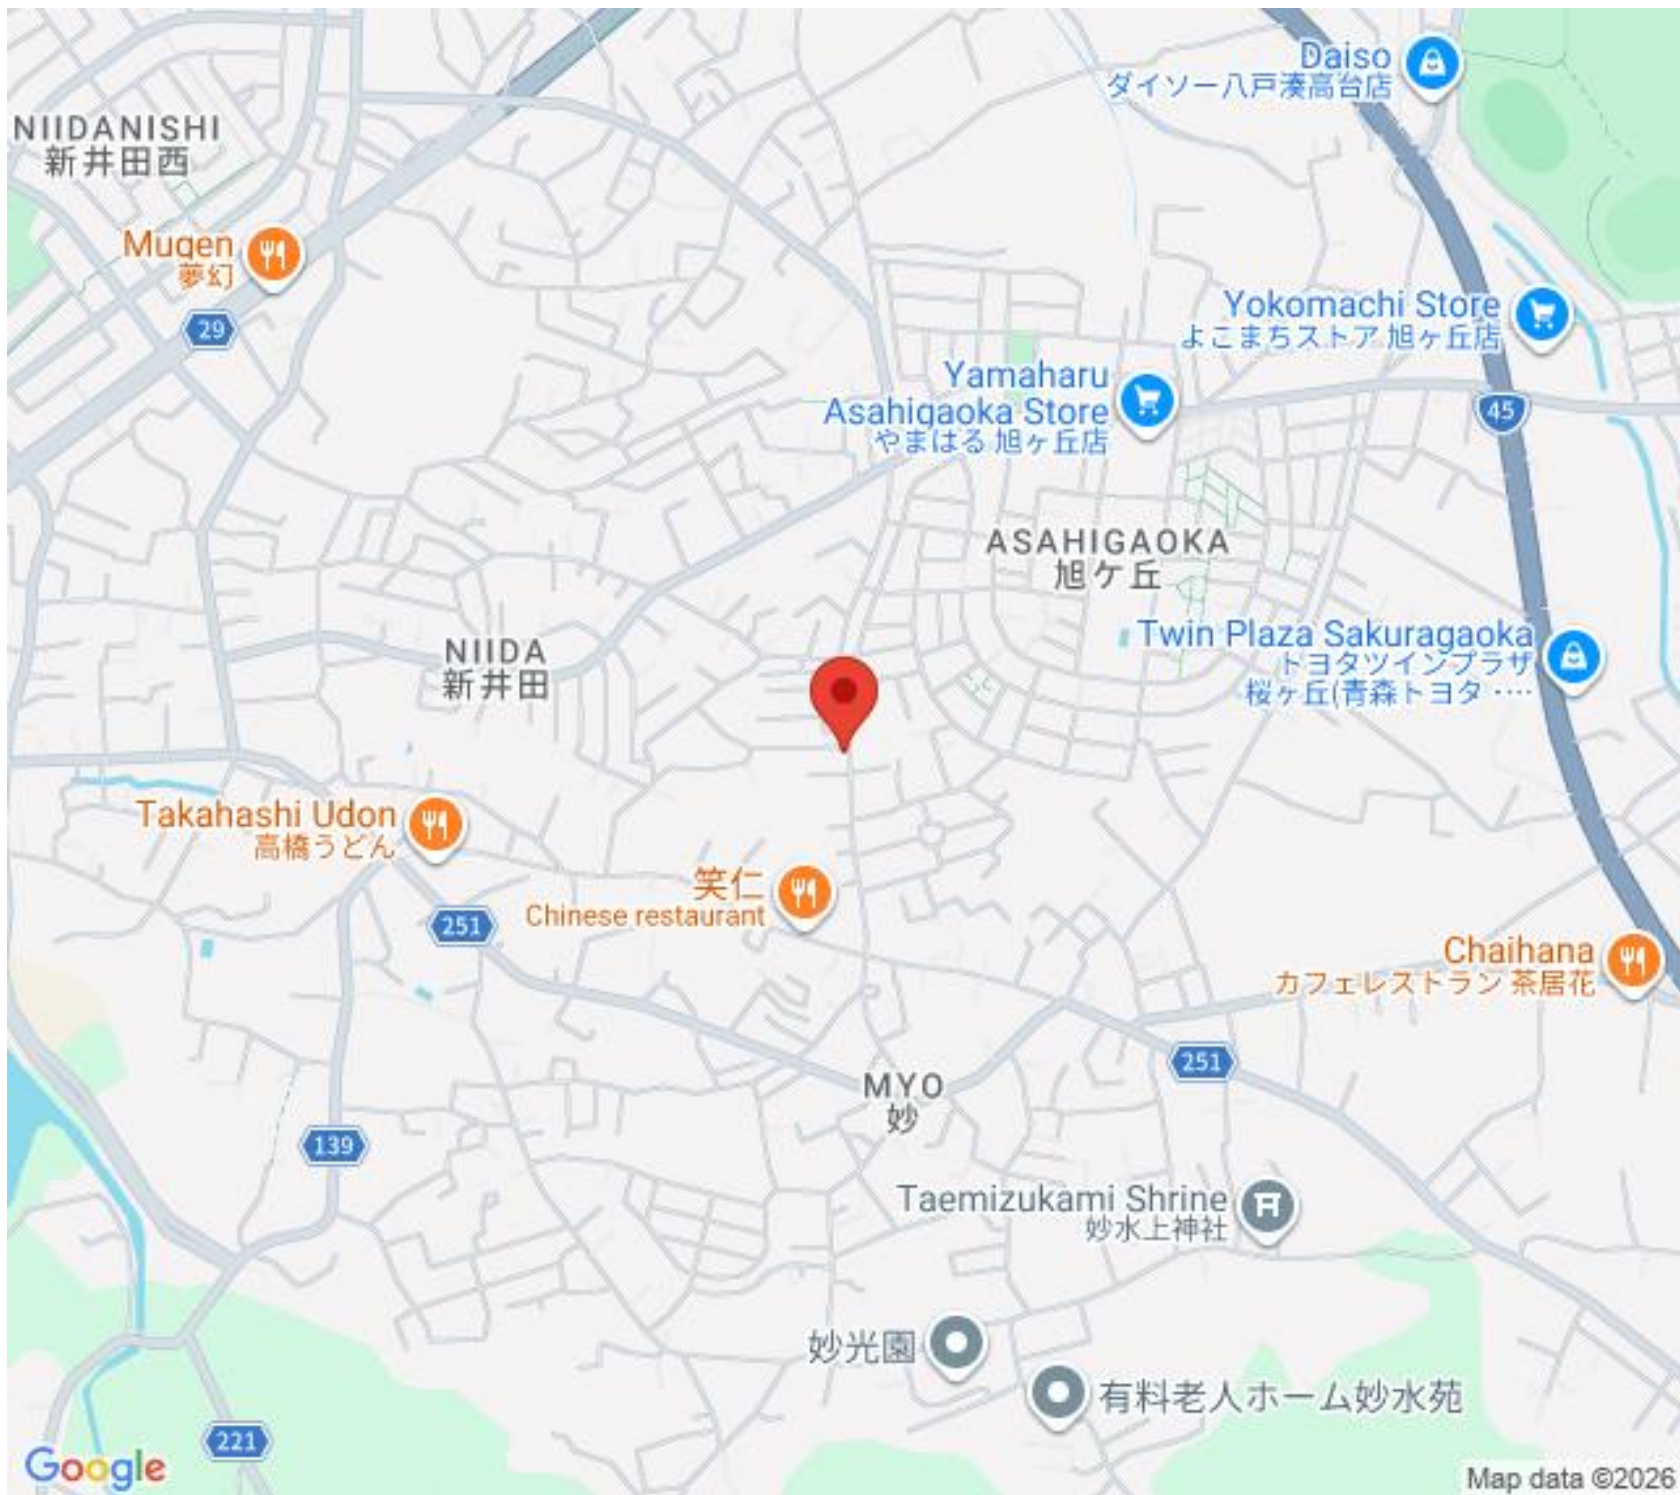 Daiso
ダイソー八戸湊高台店
NIIDANISHI
新井田西
Mugen
夢幻
29
Yokomachi Store
よこまちストア 旭ヶ丘店
Yamaharu
Asahigaoka Store
やまはる 旭ヶ丘店
45
ASAHIGAOKA
旭ケ丘
NIIDA
新井田
Twin Plaza Sakuragaoka
トヨタツインプラザ
桜ヶ丘(青森トヨタ・…
Takahashi Udon
高橋うどん
笑仁
Chinese restaurant
251
Chaihana
カフェレストラン 茶居花
251
MYO
妙
139
Taemizukami Shrine
妙水上神社
妙光園
有料老人ホーム妙水苑
221
Google
Map data ©2026